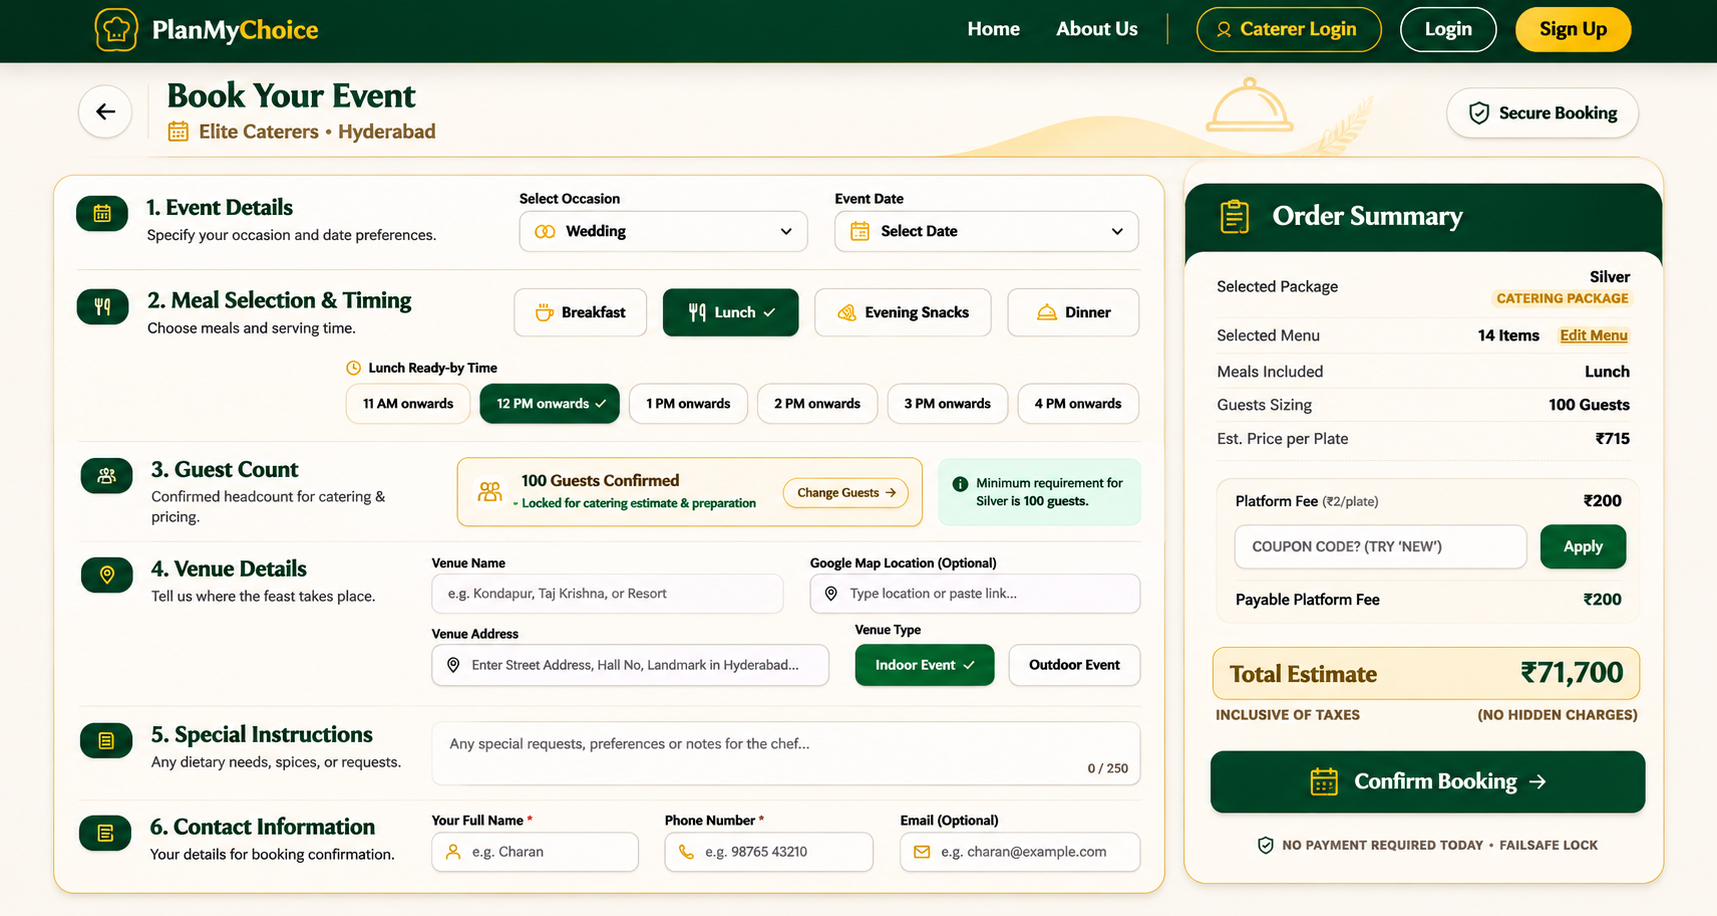 PlanMyChoice
Home
About Us
Caterer Login
Login
Sign Up
Book Your Event
Elite Caterers • Hyderabad
Secure Booking
1. Event Details
Specify your occasion and date preferences.
Select Occasion
Wedding
Event Date
Select Date
2. Meal Selection & Timing
Choose meals and serving time.
Breakfast
Lunch
Evening Snacks
Dinner
Lunch Ready-by Time
11 AM onwards
12 PM onwards
1 PM onwards
2 PM onwards
3 PM onwards
4 PM onwards
3. Guest Count
Confirmed headcount for catering &
pricing.
100 Guests Confirmed
- Locked for catering estimate & preparation
Change Guests →
Minimum requirement for
Silver is 100 guests.
4. Venue Details
Tell us where the feast takes place.
Venue Name
e.g. Kondapur, Taj Krishna, or Resort
Google Map Location (Optional)
Type location or paste link...
Venue Address
Enter Street Address, Hall No, Landmark in Hyderabad...
Venue Type
Indoor Event
Outdoor Event
5. Special Instructions
Any dietary needs, spices, or requests.
Any special requests, preferences or notes for the chef...
0 / 250
6. Contact Information
Your details for booking confirmation.
Your Full Name *
e.g. Charan
Phone Number *
e.g. 98765 43210
Email (Optional)
e.g. charan@example.com
Order Summary
Selected Package
Silver
CATERING PACKAGE
Selected Menu
14 Items
Edit Menu
Meals Included
Lunch
Guests Sizing
100 Guests
Est. Price per Plate
₹715
Platform Fee (₹2/plate)
₹200
COUPON CODE? (TRY 'NEW')
Apply
Payable Platform Fee
₹200
Total Estimate
₹71,700
INCLUSIVE OF TAXES
(NO HIDDEN CHARGES)
Confirm Booking →
NO PAYMENT REQUIRED TODAY • FAILSAFE LOCK